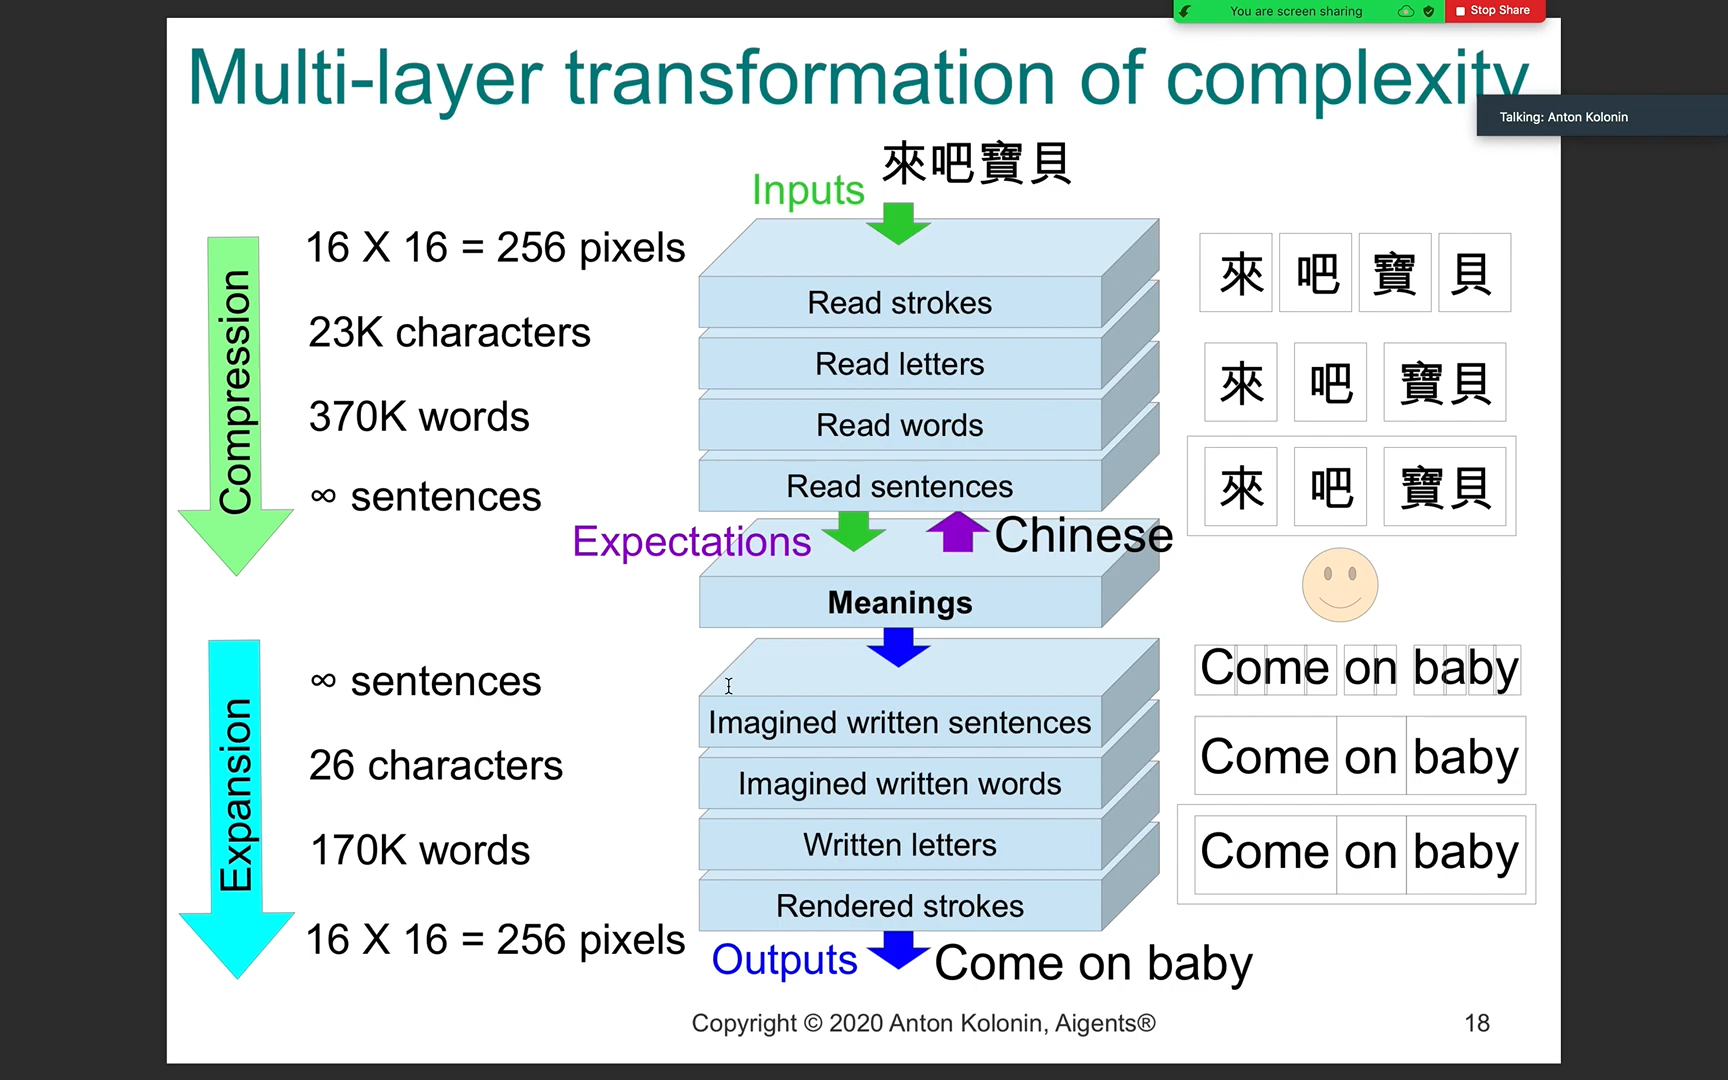 You are screen sharing
Stop Share
Multi-layer transformation of complexity
Talking: Anton Kolonin
來吧寶貝
Inputs
Compression
16 X 16 = 256 pixels
23K characters
370K words
∞ sentences
Read strokes
Read letters
Read words
Read sentences
來 吧 寶 貝
來 吧 寶貝
來 吧 寶貝
Expectations
Chinese
Meanings
Expansion
∞ sentences
26 characters
170K words
16 X 16 = 256 pixels
Imagined written sentences
Imagined written words
Written letters
Rendered strokes
Come on baby
Come on baby
Come on baby
Outputs
Come on baby
Copyright © 2020 Anton Kolonin, Aigents®
18